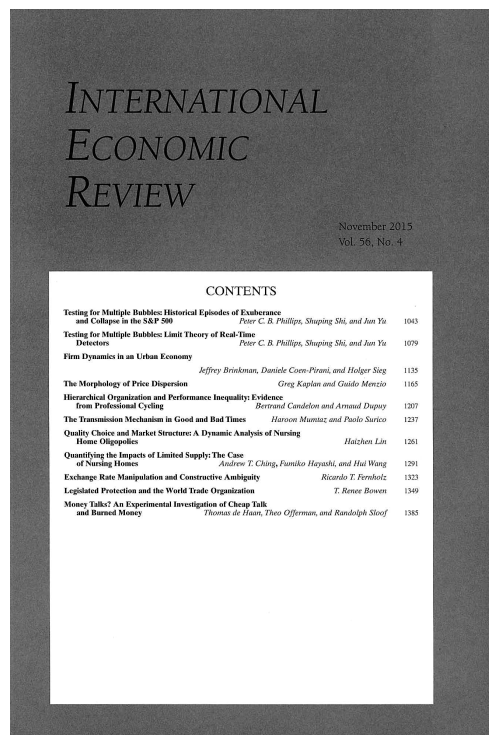 INTERNATIONAL
ECONOMIC
REVIEW
November 2015
Vol. 56, No. 4
CONTENTS
Testing for Multiple Bubbles: Historical Episodes of Exuberance
and Collapse in the S&P 500 Peter C. B. Phillips, Shuping Shi, and Jun Yu 1043
Testing for Multiple Bubbles: Limit Theory of Real-Time
Detectors Peter C. B. Phillips, Shuping Shi, and Jun Yu 1079
Firm Dynamics in an Urban Economy
Jeffrey Brinkman, Daniele Coen-Pirani, and Holger Sieg 1135
The Morphology of Price Dispersion Greg Kaplan and Guido Menzio 1165
Hierarchical Organization and Performance Inequality: Evidence
from Professional Cycling Bertrand Candelon and Arnaud Dupuy 1207
The Transmission Mechanism in Good and Bad Times Haroon Mumtaz and Paolo Surico 1237
Quality Choice and Market Structure: A Dynamic Analysis of Nursing
Home Oligopolies Haizhen Lin 1261
Quantifying the Impacts of Limited Supply: The Case
of Nursing Homes Andrew T. Ching, Fumiko Hayashi, and Hui Wang 1291
Exchange Rate Manipulation and Constructive Ambiguity Ricardo T. Fernholz 1323
Legislated Protection and the World Trade Organization T. Renee Bowen 1349
Money Talks? An Experimental Investigation of Cheap Talk
and Burned Money Thomas de Haan, Theo Offerman, and Randolph Sloof 1385